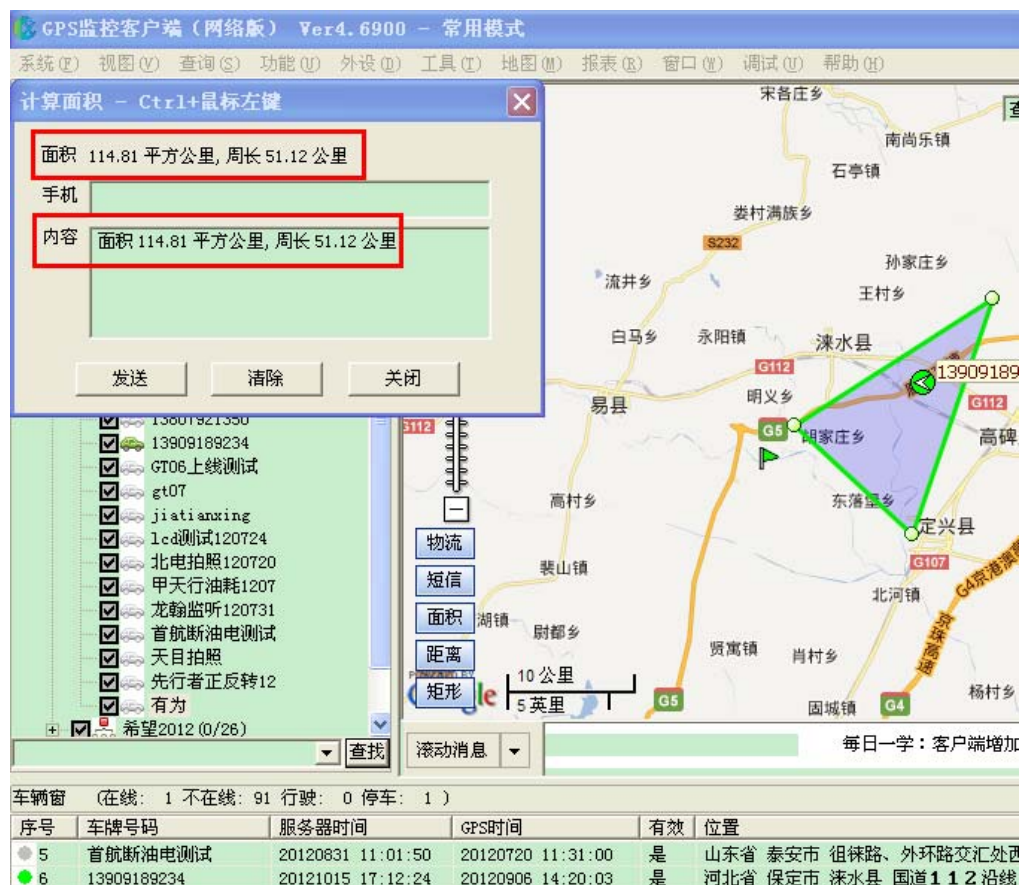 GPS监控客户端(网络版) Ver4.6900 - 常用模式
系统(F) 视图(V) 查询(S) 功能(U) 外设(D) 工具(T) 地图(M) 报表(R) 窗口(W) 调试(U) 帮助(H)
计算面积 - Ctrl+鼠标左键
面积 114.81 平方公里, 周长 51.12 公里
手机
内容 面积 114.81 平方公里, 周长 51.12 公里
发送 清除 关闭
宋各庄乡
南尚乐镇
石亭镇
娄村满族乡
S232
孙家庄乡
流井乡
王村乡
白马乡 永阳镇 涞水县
G112
13909189
明义乡
G112
易县
G5
胡家庄乡
高碑
高村乡
东落堡乡
定兴县
裴山镇
G107
G4京港澳高
北河镇
湖镇
尉都乡
京珠高速
贤寓镇
肖村乡
杨村乡
G5
固城镇
G4
S112
物流
短信
面积
距离
矩形
POWERED BY
10 公里
5 英里
13801921350
13909189234
GT06上线测试
gt07
jiatianxing
lcd测试120724
北电拍照120720
甲天行油耗1207
龙翰监听120731
首航断油电测试
天目拍照
先行者正反转12
有为
希望2012(0/26)
查找
滚动消息
每日一学：客户端增加
车辆窗 (在线: 1 不在线: 91 行驶: 0 停车: 1 )
序号 车牌号码 服务器时间 GPS时间 有效 位置
5 首航断油电测试 20120831 11:01:50 20120720 11:31:00 是 山东省 泰安市 徂徕路、外环路交汇处西
6 13909189234 20121015 17:12:24 20120906 14:20:03 是 河北省 保定市 涞水县 国道112沿线